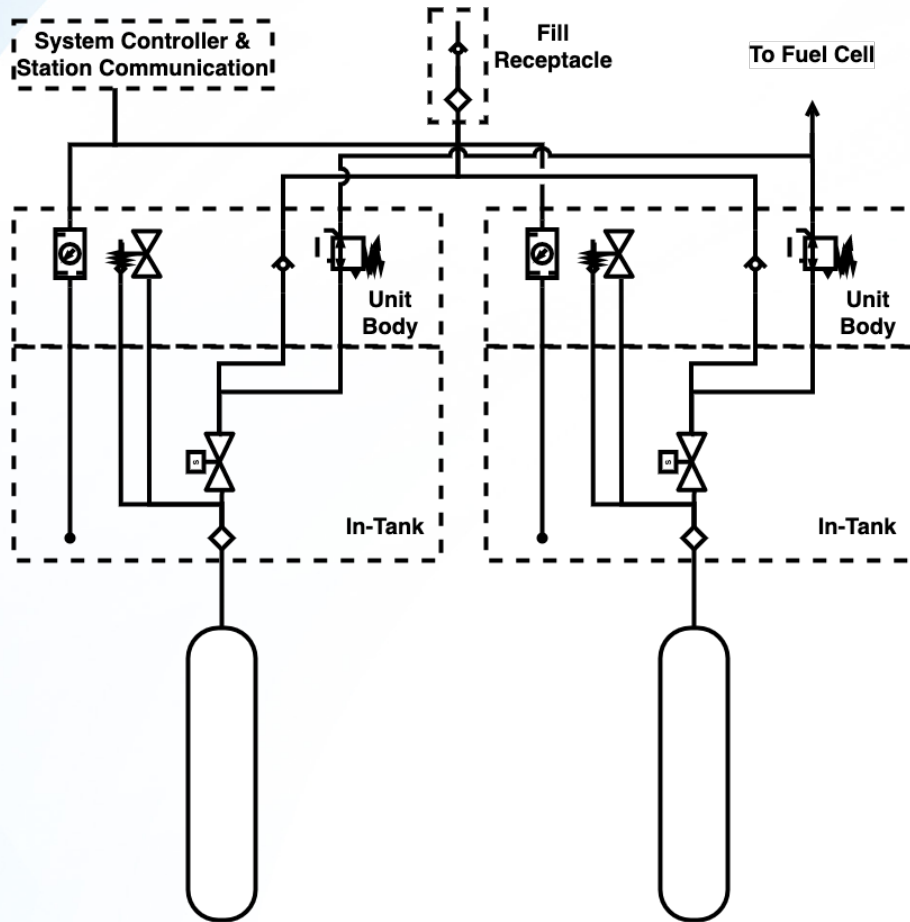 System Controller &
Station Communication
Fill
Receptacle
To Fuel Cell
Unit
Body
Unit
Body
S
In-Tank
S
In-Tank